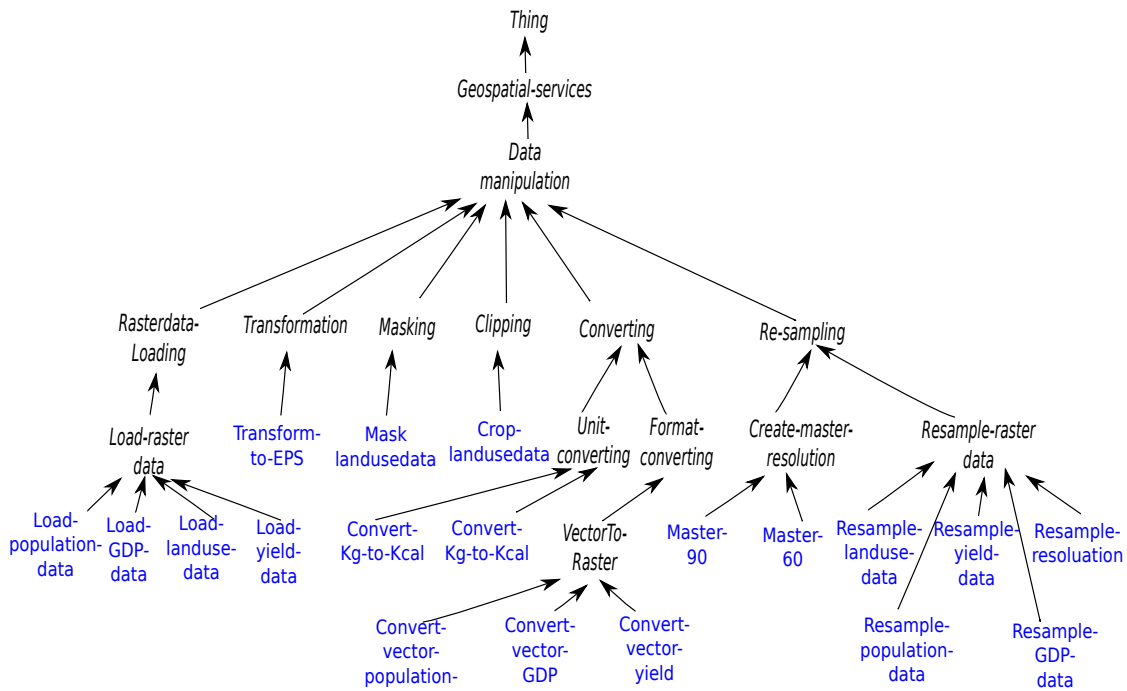 Thing
Geospatial-services
Data
manipulation
Rasterdata-
Loading
Transformation
Masking
Clipping
Converting
Re-sampling
Load-raster
data
Transform-
to-EPS
Mask
landusedata
Crop-
landusedata
Unit-
converting
Format-
converting
Create-master-
resolution
Resample-raster
data
Load-
population-
data
Load-
GDP-
data
Load-
landuse-
data
Load-
yield-
data
Convert-
Kg-to-Kcal
Convert-
Kg-to-Kcal
VectorTo-
Raster
Master-
90
Master-
60
Resample-
landuse-
data
Resample-
yield-
data
Resample-
resoluation
Convert-
vector-
population-
Convert-
vector-
GDP
Convert-
vector-
yield
Resample-
population-
data
Resample-
GDP-
data